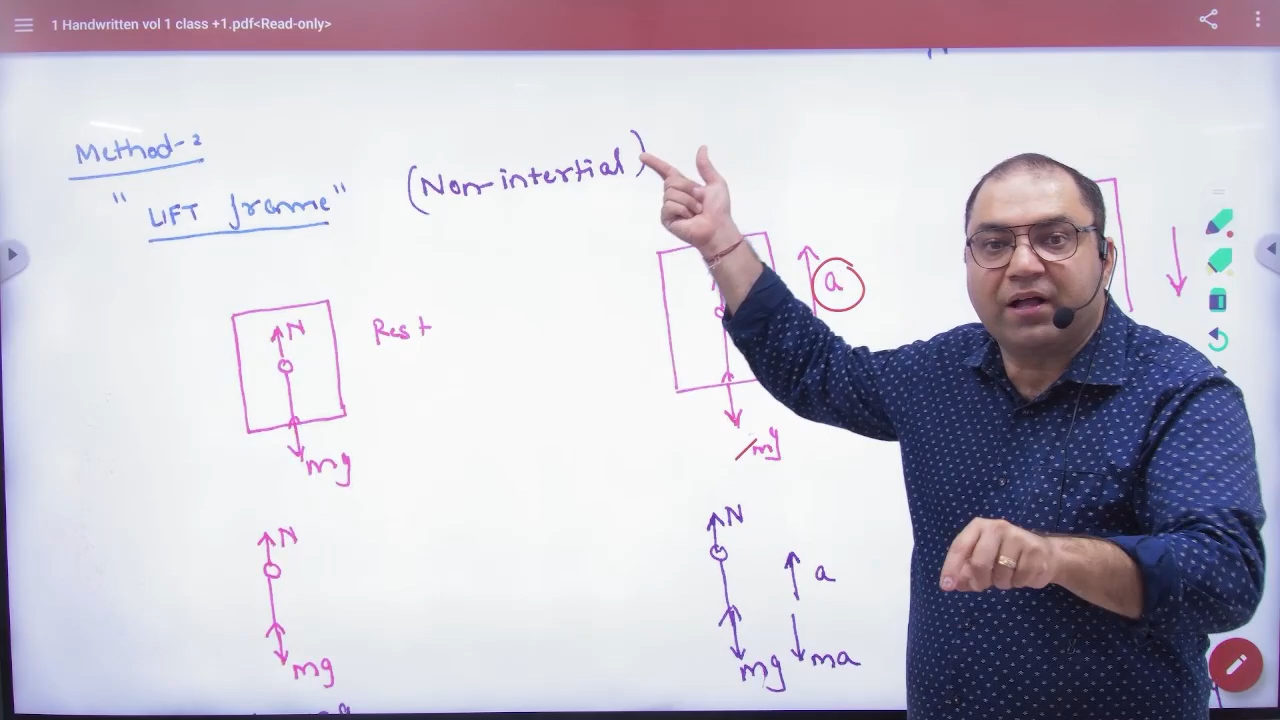 1 Handwritten vol 1 class +1.pdf<Read-only>
Method-2
"LIFT frame" (Non-intertial)
N
Rest
mg
a
mg
N
mg
N
a
mg
ma